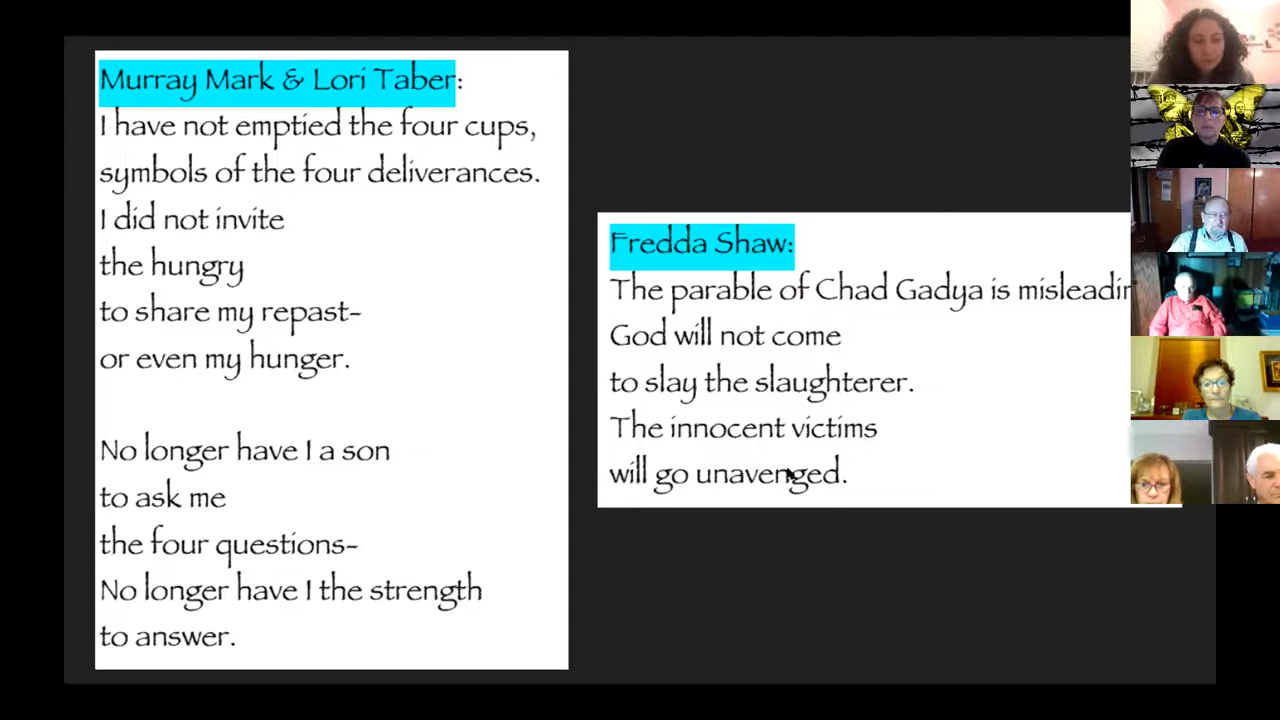 Murray Mark & Lori Taber:
I have not emptied the four cups,
symbols of the four deliverances.
I did not invite
the hungry
to share my repast-
or even my hunger.
No longer have I a son
to ask me
the four questions-
No longer have I the strength
to answer.
Fredda Shaw:
The parable of Chad Gadya is misleadin
God will not come
to slay the slaughterer.
The innocent victims
will go unavenged.